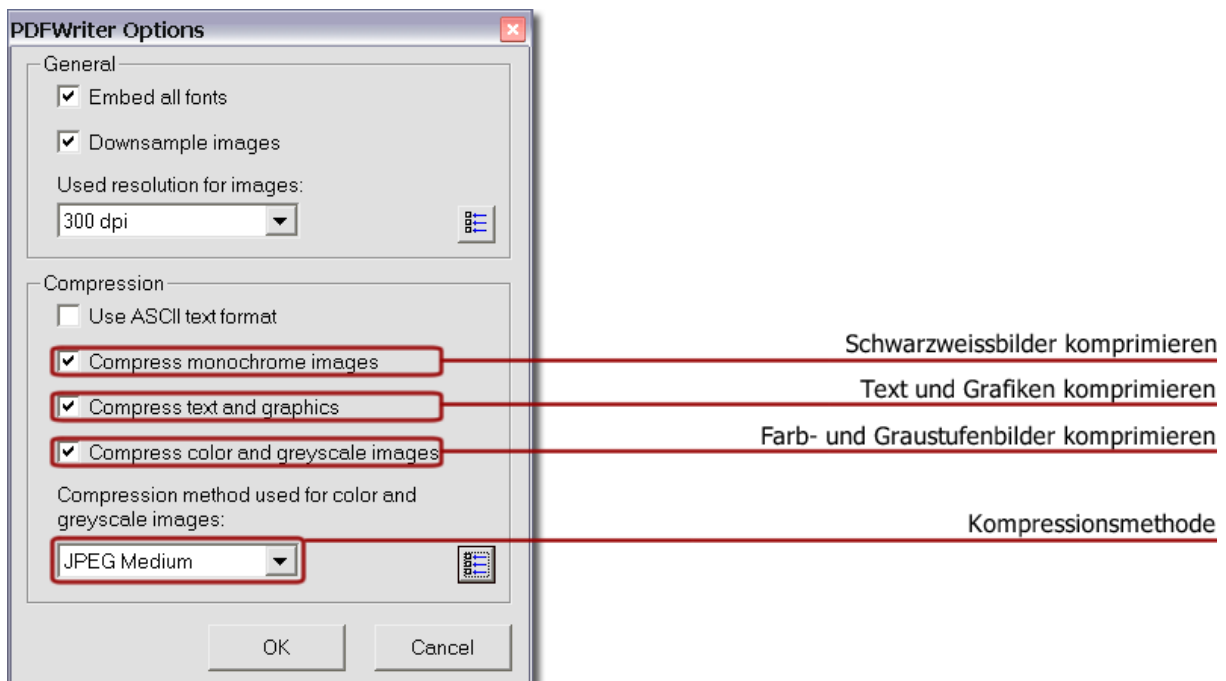 PDFWriter Options
General
Embed all fonts
Downsample images
Used resolution for images:
300 dpi
Compression
Use ASCII text format
Compress monochrome images
Schwarzweissbilder komprimieren
Compress text and graphics
Text und Grafiken komprimieren
Compress color and greyscale images
Farb- und Graustufenbilder komprimieren
Compression method used for color and
greyscale images:
Kompressionsmethode
JPEG Medium
OK
Cancel